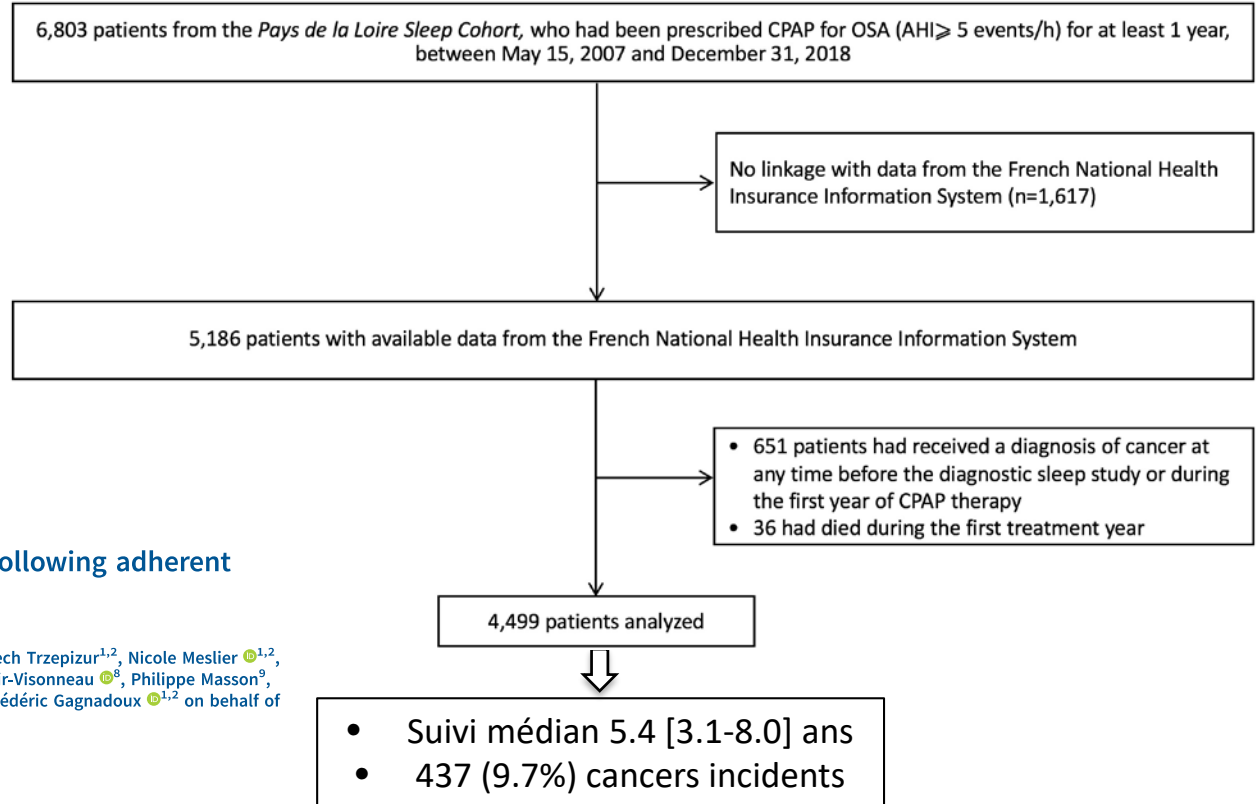 6,803 patients from the Pays de la Loire Sleep Cohort, who had been prescribed CPAP for OSA (AHI⩾ 5 events/h) for at least 1 year,
between May 15, 2007 and December 31, 2018
No linkage with data from the French National Health
Insurance Information System (n=1,617)
5,186 patients with available data from the French National Health Insurance Information System
• 651 patients had received a diagnosis of cancer at
any time before the diagnostic sleep study or during
the first year of CPAP therapy
• 36 had died during the first treatment year
ollowing adherent
4,499 patients analyzed
ech Trzepizur1,2, Nicole Meslier iD 1,2,
r-Visonneau iD 8, Philippe Masson9,
édéric Gagnadoux iD 1,2 on behalf of
• Suivi médian 5.4 [3.1-8.0] ans
• 437 (9.7%) cancers incidents